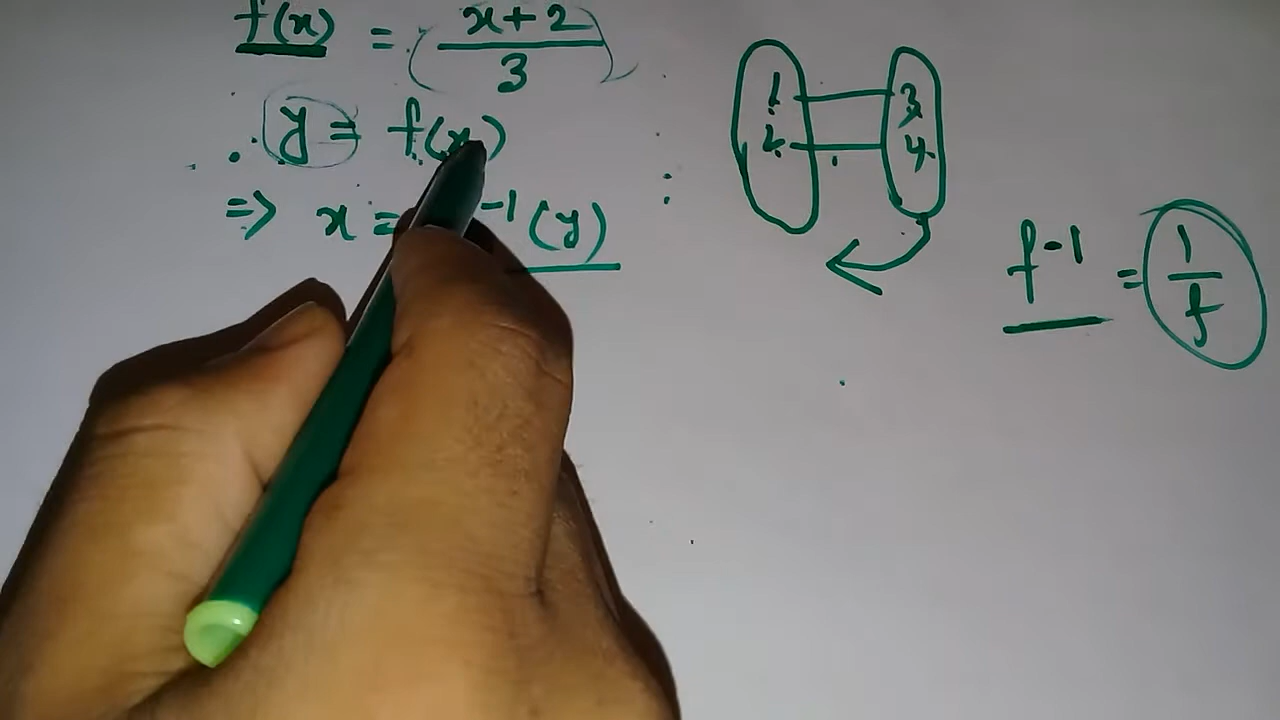 f(x) = (x+2/3)
∴ y = f(x)
⇒ x = ⁻¹(y)
1 3
2 4
f⁻¹ = 1/f